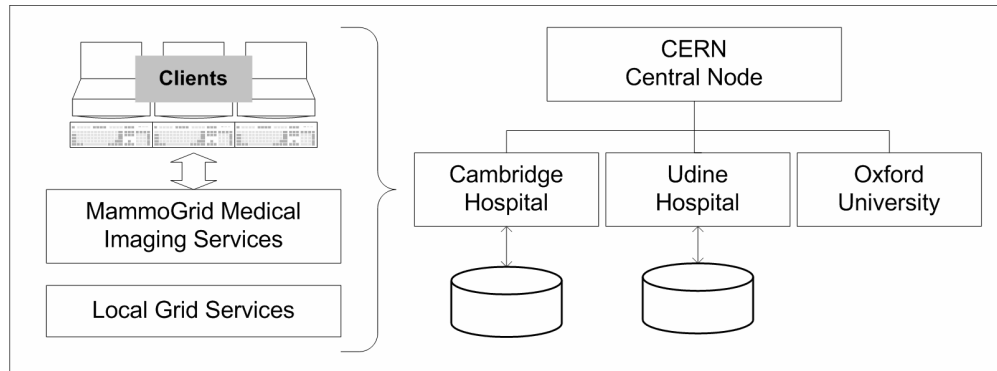 Clients
MammoGrid Medical
Imaging Services
Local Grid Services
CERN
Central Node
Cambridge
Hospital
Udine
Hospital
Oxford
University